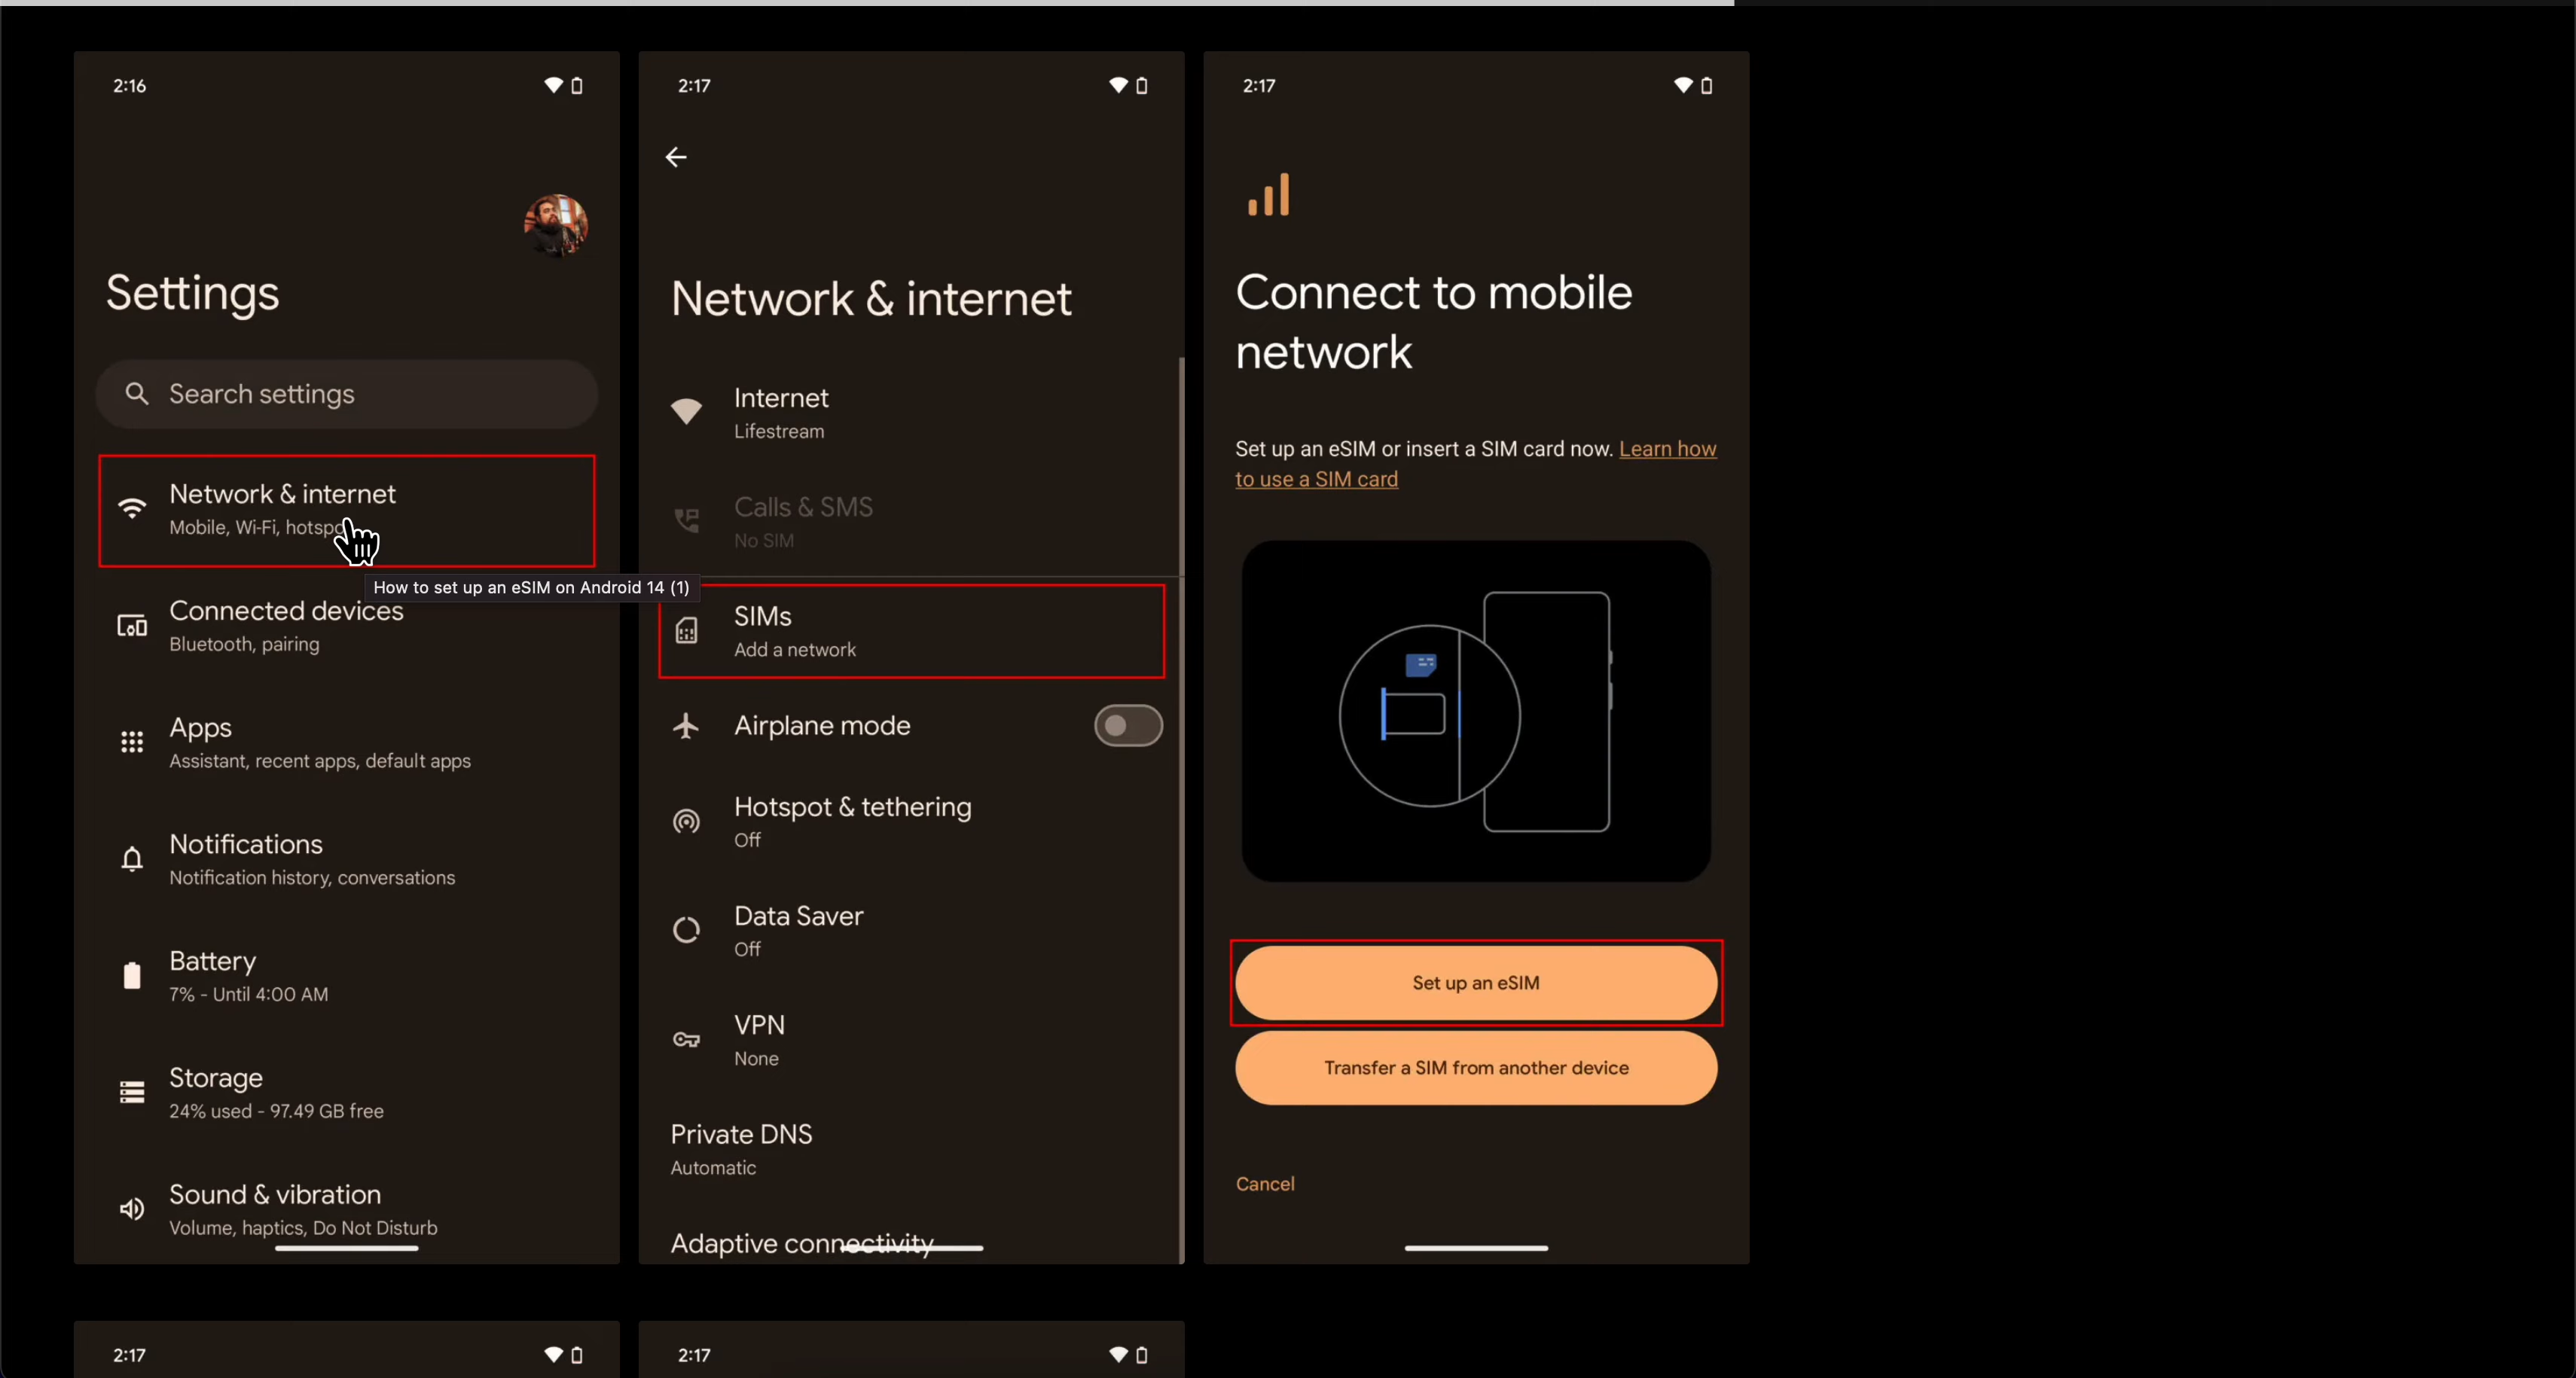 2:16
Settings
Search settings
Network & internet
Mobile, Wi-Fi, hotspo
How to set up an eSIM on Android 14 (1)
Connected devices
Bluetooth, pairing
Apps
Assistant, recent apps, default apps
Notifications
Notification history, conversations
Battery
7% - Until 4:00 AM
Storage
24% used - 97.49 GB free
Sound & vibration
Volume, haptics, Do Not Disturb
2:17
Network & internet
Internet
Lifestream
Calls & SMS
No SIM
SIMs
Add a network
Airplane mode
Hotspot & tethering
Off
Data Saver
Off
VPN
None
Private DNS
Automatic
Adaptive connectivity
2:17
Connect to mobile
network
Set up an eSIM or insert a SIM card now. Learn how
to use a SIM card
Set up an eSIM
Transfer a SIM from another device
Cancel
2:17
2:17